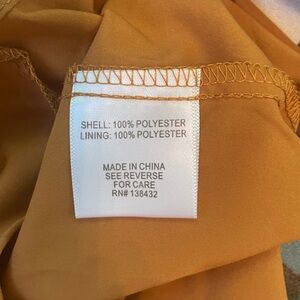 SHELL: 100% POLYESTER
LINING: 100% POLYESTER
MADE IN CHINA
SEE REVERSE
FOR CARE
RN# 138432